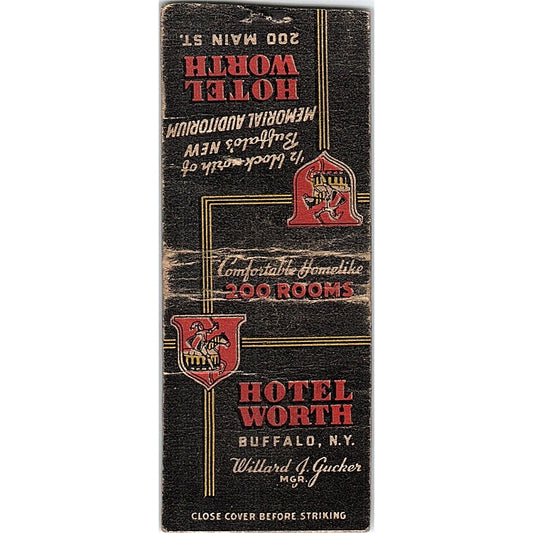 200 MAIN ST.
HOTEL
WORTH
1/2 block north of
Buffalo's NEW
MEMORIAL AUDITORIUM
Comfortable Homelike
200 ROOMS
HOTEL
WORTH
BUFFALO, N.Y.
Willard J. Gucker
MGR.
CLOSE COVER BEFORE STRIKING